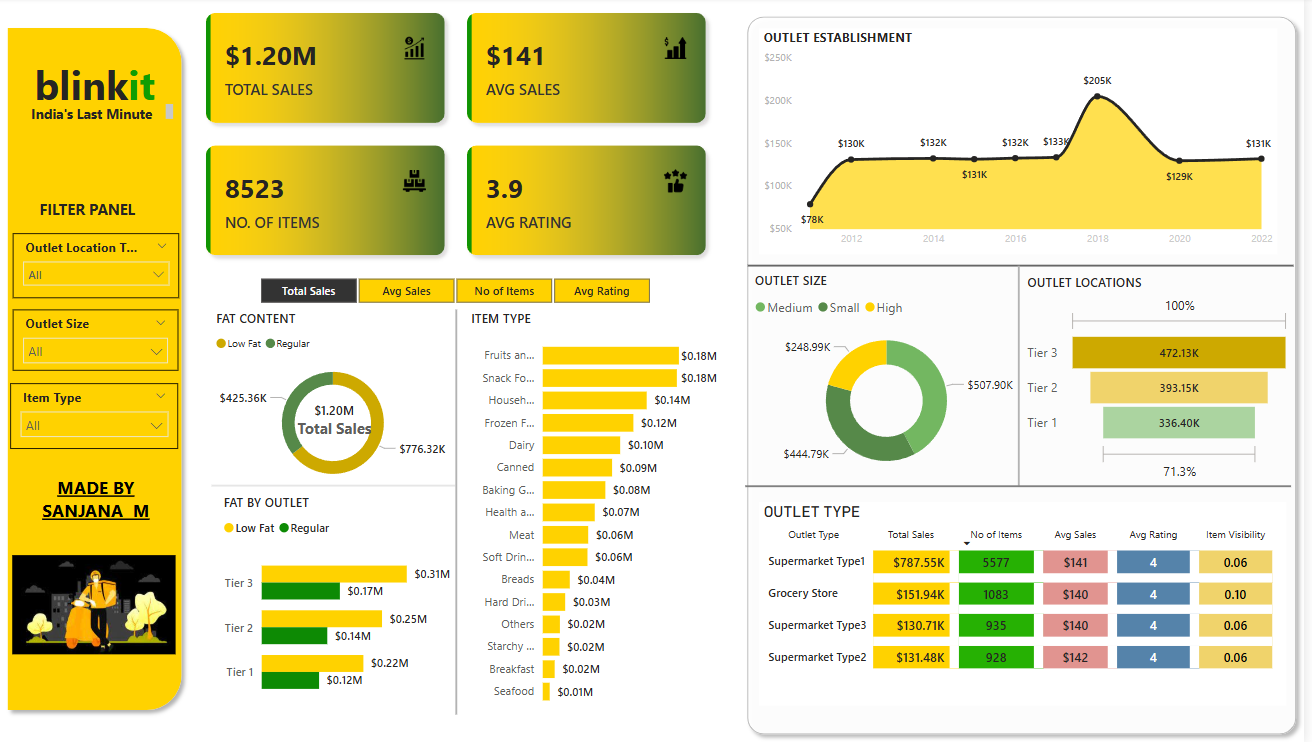 blinkit
India's Last Minute
FILTER PANEL
Outlet Location T...
All
Outlet Size
All
Item Type
All
MADE BY
SANJANA M
$1.20M
TOTAL SALES
$141
AVG SALES
8523
NO. OF ITEMS
3.9
AVG RATING
Total Sales
Avg Sales
No of Items
Avg Rating
FAT CONTENT
Low Fat Regular
$425.36K
$1.20M
Total Sales
$776.32K
FAT BY OUTLET
Low Fat Regular
Tier 3
$0.31M
$0.17M
Tier 2
$0.25M
$0.14M
Tier 1
$0.22M
$0.12M
ITEM TYPE
Fruits an... $0.18M
Snack Fo... $0.18M
Househ... $0.14M
Frozen F... $0.12M
Dairy $0.10M
Canned $0.09M
Baking G... $0.08M
Health a... $0.07M
Meat $0.06M
Soft Drin... $0.06M
Breads $0.04M
Hard Dri... $0.03M
Others $0.02M
Starchy ... $0.02M
Breakfast $0.02M
Seafood $0.01M
OUTLET ESTABLISHMENT
$250K
$200K
$150K
$100K
$50K
$78K
$130K
$132K
$131K
$132K
$133K
$205K
$129K
$131K
2012 2014 2016 2018 2020 2022
OUTLET SIZE
Medium Small High
$248.99K
$507.90K
$444.79K
OUTLET LOCATIONS
100%
Tier 3 472.13K
Tier 2 393.15K
Tier 1 336.40K
71.3%
OUTLET TYPE
Outlet Type Total Sales No of Items Avg Sales Avg Rating Item Visibility
Supermarket Type1 $787.55K 5577 $141 4 0.06
Grocery Store $151.94K 1083 $140 4 0.10
Supermarket Type3 $130.71K 935 $140 4 0.06
Supermarket Type2 $131.48K 928 $142 4 0.06